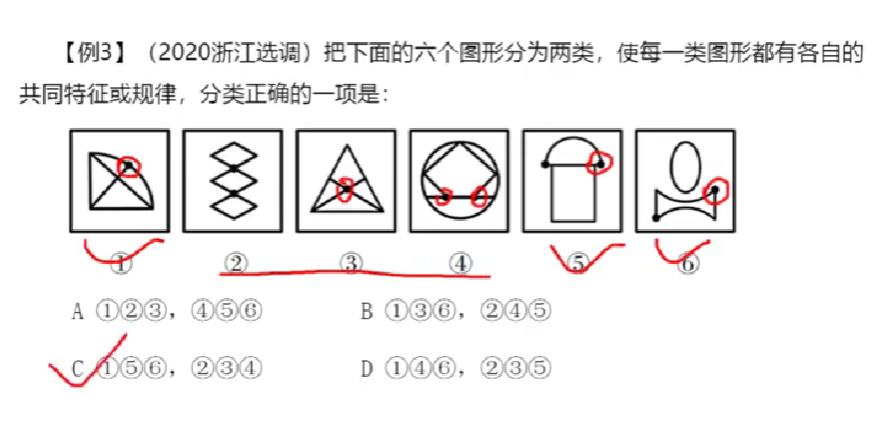 【例3】（2020浙江选调）把下面的六个图形分为两类，使每一类图形都有各自的
共同特征或规律，分类正确的一项是：
① ② ③ ④ ⑤ ⑥
A ①②③，④⑤⑥ B ①③⑥，②④⑤
C ①⑤⑥，②③④ D ①④⑥，②③⑤